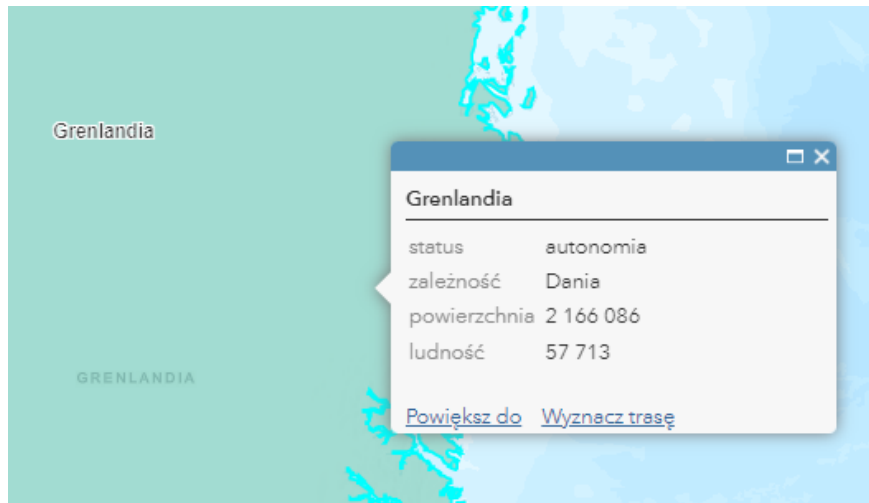 Grenlandia
Grenlandia
status autonomia
zależność Dania
powierzchnia 2 166 086
ludność 57 713
GRENLANDIA
Powiększ do Wyznacz trasę